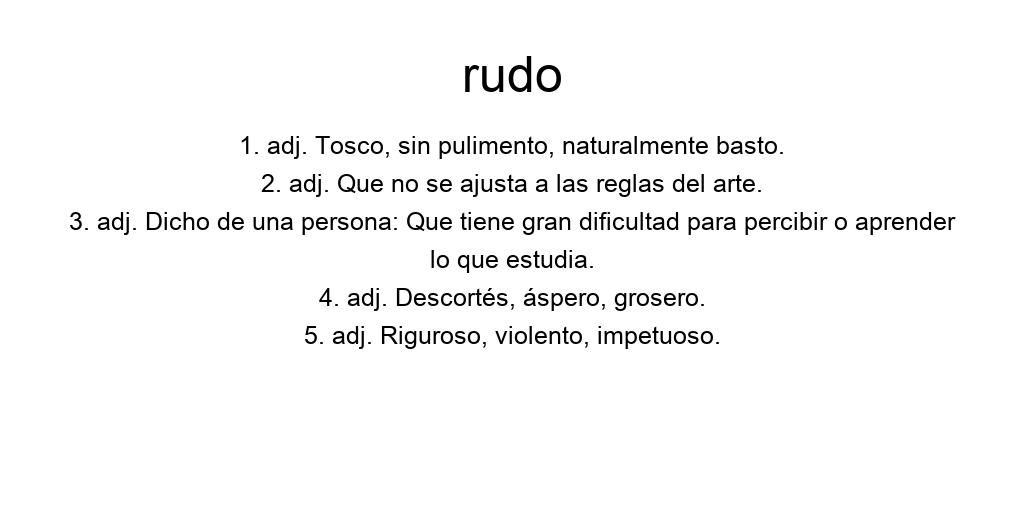 rudo
1. adj. Tosco, sin pulimento, naturalmente basto.
2. adj. Que no se ajusta a las reglas del arte.
3. adj. Dicho de una persona: Que tiene gran dificultad para percibir o aprender
lo que estudia.
4. adj. Descortés, áspero, grosero.
5. adj. Riguroso, violento, impetuoso.